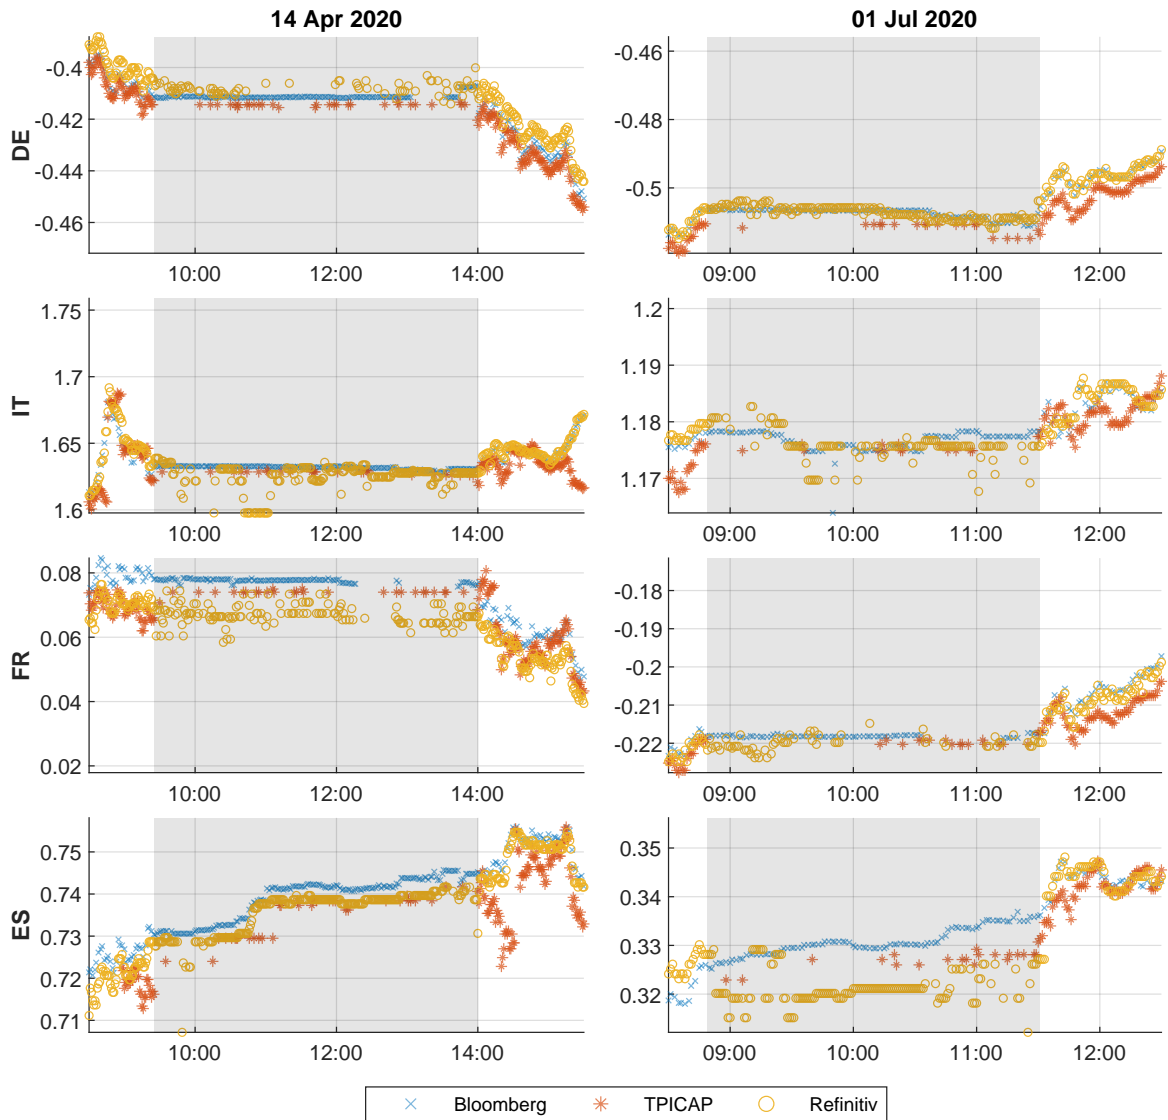 14 Apr 2020
01 Jul 2020
DE
-0.4
-0.42
-0.44
-0.46
10:00 12:00 14:00
-0.46
-0.48
-0.5
09:00 10:00 11:00 12:00
IT
1.75
1.7
1.65
1.6
10:00 12:00 14:00
1.2
1.19
1.18
1.17
09:00 10:00 11:00 12:00
FR
0.08
0.06
0.04
0.02
10:00 12:00 14:00
-0.18
-0.19
-0.2
-0.21
-0.22
09:00 10:00 11:00 12:00
ES
0.75
0.74
0.73
0.72
0.71
10:00 12:00 14:00
0.35
0.34
0.33
0.32
09:00 10:00 11:00 12:00
Bloomberg TPICAP Refinitiv